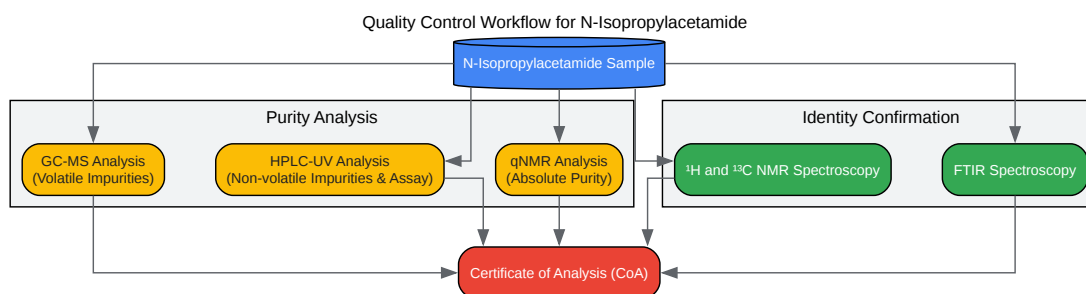 Quality Control Workflow for N-Isopropylacetamide
N-Isopropylacetamide Sample
Purity Analysis
Identity Confirmation
GC-MS Analysis
(Volatile Impurities)
HPLC-UV Analysis
(Non-volatile Impurities & Assay)
qNMR Analysis
(Absolute Purity)
¹H and ¹³C NMR Spectroscopy
FTIR Spectroscopy
Certificate of Analysis (CoA)